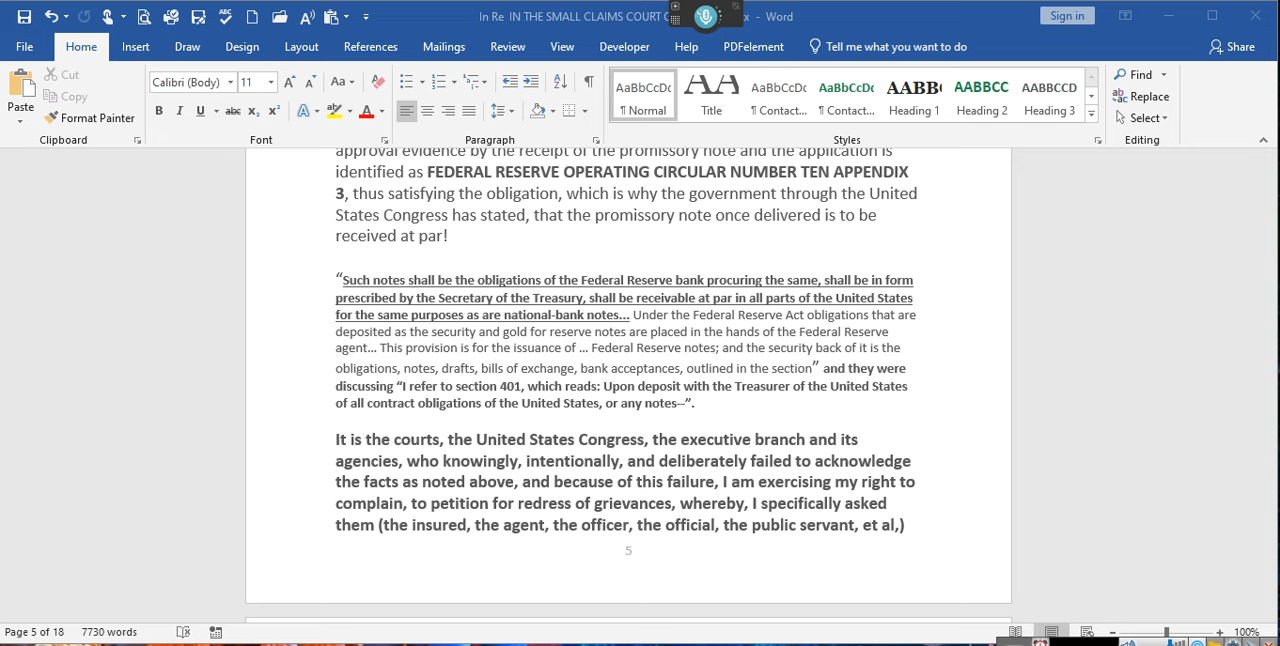 In Re  IN THE SMALL CLAIMS COURT
x  -  Word
Sign in
File Home Insert Draw Design Layout References Mailings Review View Developer Help PDFelement Tell me what you want to do Share
Paste
Cut
Copy
Format Painter
Clipboard
Calibri (Body) 11
Font
Paragraph
AaBbCcDc AaBbCcDc AaBbCcDc AABB( AABBCC AABBCCD
¶ Normal Title ¶ Contact... ¶ Contact... Heading 1 Heading 2 Heading 3
Styles
Find
Replace
Select
Editing
approval evidence by the receipt of the promissory note and the application is
identified as FEDERAL RESERVE OPERATING CIRCULAR NUMBER TEN APPENDIX
3, thus satisfying the obligation, which is why the government through the United
States Congress has stated, that the promissory note once delivered is to be
received at par!
“Such notes shall be the obligations of the Federal Reserve bank procuring the same, shall be in form
prescribed by the Secretary of the Treasury, shall be receivable at par in all parts of the United States
for the same purposes as are national-bank notes... Under the Federal Reserve Act obligations that are
deposited as the security and gold for reserve notes are placed in the hands of the Federal Reserve
agent… This provision is for the issuance of … Federal Reserve notes; and the security back of it is the
obligations, notes, drafts, bills of exchange, bank acceptances, outlined in the section” and they were
discussing “I refer to section 401, which reads: Upon deposit with the Treasurer of the United States
of all contract obligations of the United States, or any notes--”.
It is the courts, the United States Congress, the executive branch and its
agencies, who knowingly, intentionally, and deliberately failed to acknowledge
the facts as noted above, and because of this failure, I am exercising my right to
complain, to petition for redress of grievances, whereby, I specifically asked
them (the insured, the agent, the officer, the official, the public servant, et al,)
5
Page 5 of 18 7730 words 100%